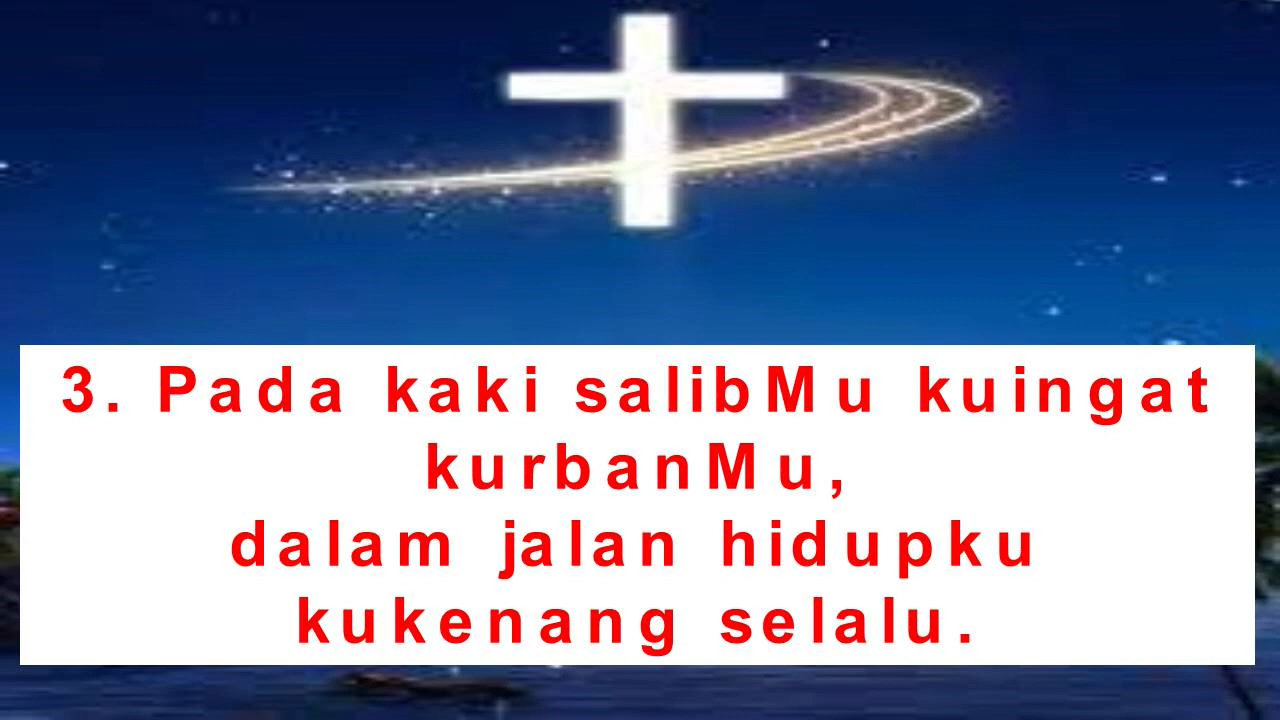 3. Pada kaki salibMu kuingat
kurbanMu,
dalam jalan hidupku
kukenang selalu.